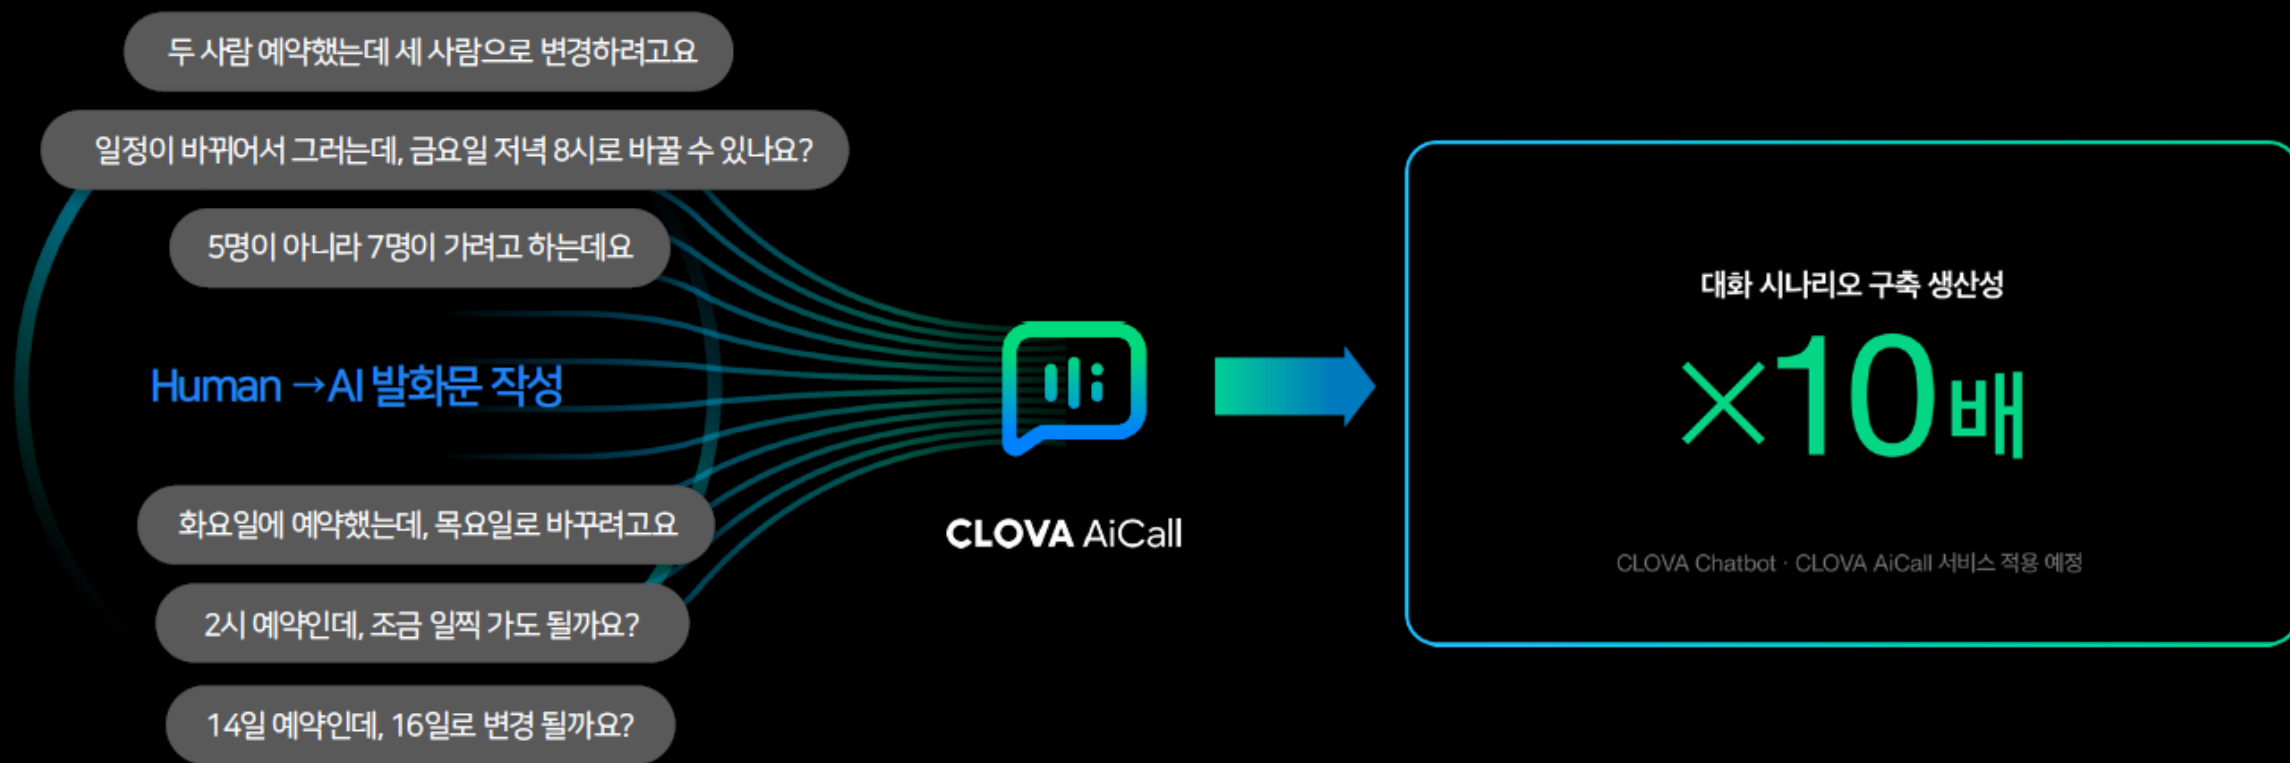 두 사람 예약했는데 세 사람으로 변경하려고요
일정이 바뀌어서 그러는데, 금요일 저녁 8시로 바꿀 수 있나요?
5명이 아니라 7명이 가려고 하는데요
Human →AI 발화문 작성
화요일에 예약했는데, 목요일로 바꾸려고요
2시 예약인데, 조금 일찍 가도 될까요?
14일 예약인데, 16일로 변경 될까요?
CLOVA AiCall
대화 시나리오 구축 생산성
×10배
CLOVA Chatbot · CLOVA AiCall 서비스 적용 예정